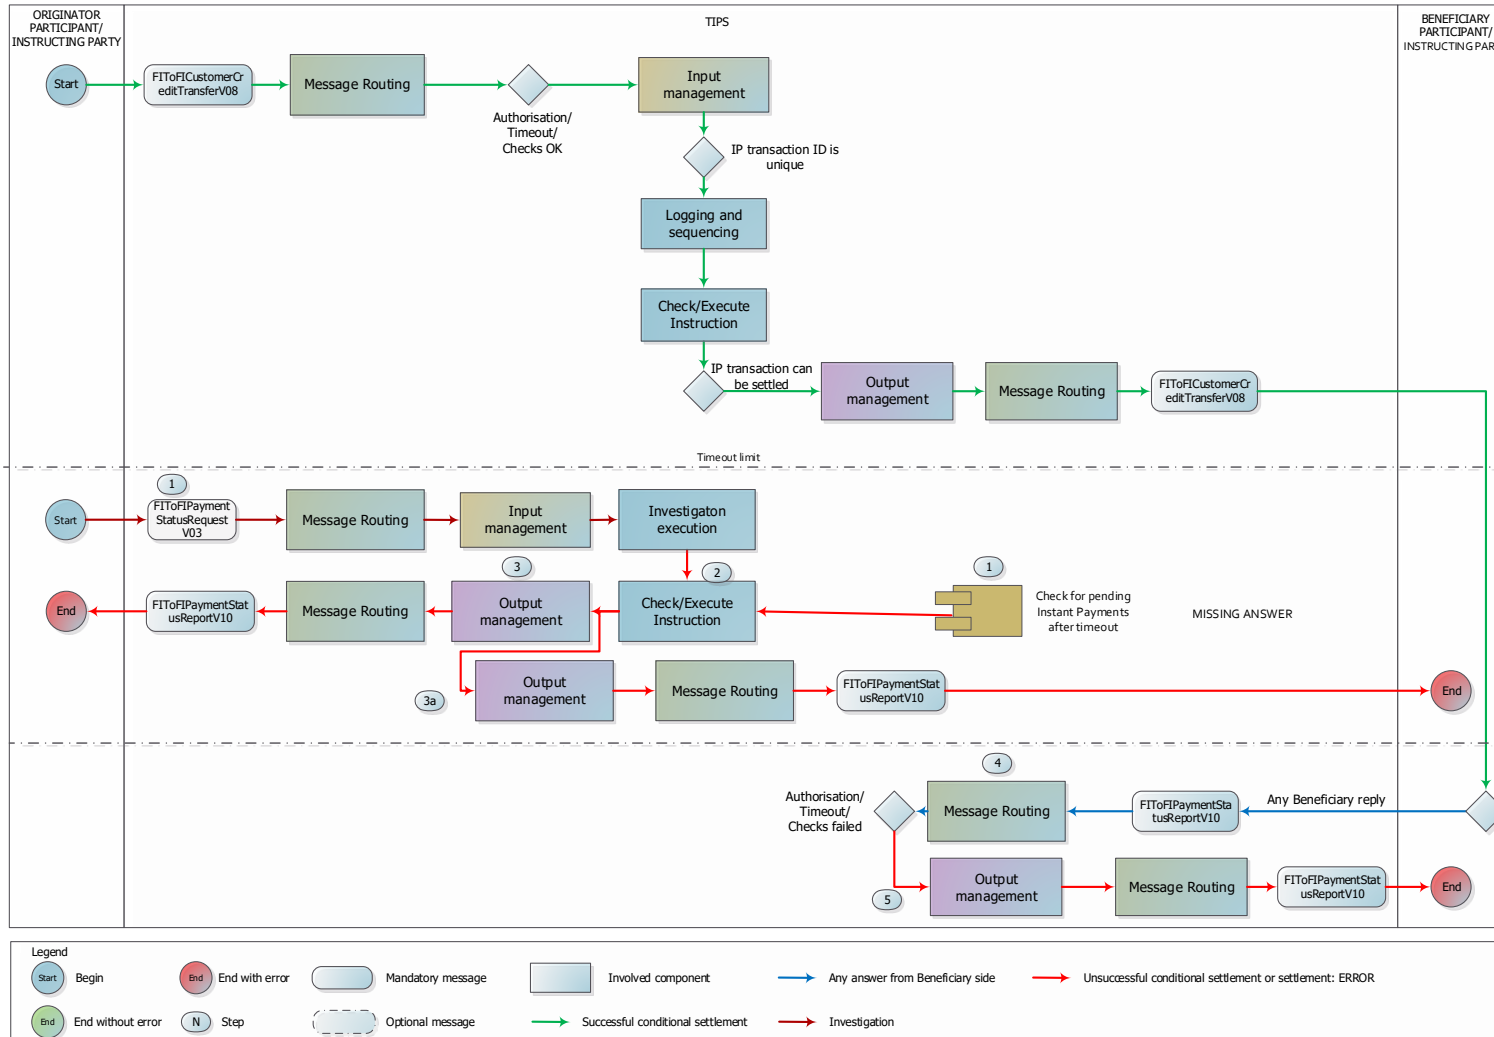 ORIGINATOR
PARTICIPANT/
INSTRUCTING PARTY
TIPS
BENEFICIARY
PARTICIPANT/
INSTRUCTING PAR
Start
FIToFICustomerCr
editTransferV08
Message Routing
Authorisation/
Timeout/
Checks OK
Input
management
IP transaction ID is
unique
Logging and
sequencing
Check/Execute
Instruction
IP transaction can
be settled
Output
management
Message Routing
FIToFICustomerCr
editTransferV08
Timeout limit
1
Start
FIToFIPayment
StatusRequest
V03
Message Routing
Input
management
Investigaton
execution
3
2
1
End
FIToFIPaymentStat
usReportV10
Message Routing
Output
management
Check/Execute
Instruction
Check for pending
Instant Payments
after timeout
MISSING ANSWER
3a
Output
management
Message Routing
FIToFIPaymentStat
usReportV10
End
4
Authorisation/
Timeout/
Checks failed
Message Routing
FIToFIPaymentSta
tusReportV10
Any Beneficiary reply
5
Output
management
Message Routing
FIToFIPaymentStat
usReportV10
End
Legend
Start
Begin
End
End with error
Mandatory message
Involved component
Any answer from Beneficiary side
Unsuccessful conditional settlement or settlement: ERROR
End
End without error
N
Step
Optional message
Successful conditional settlement
Investigation